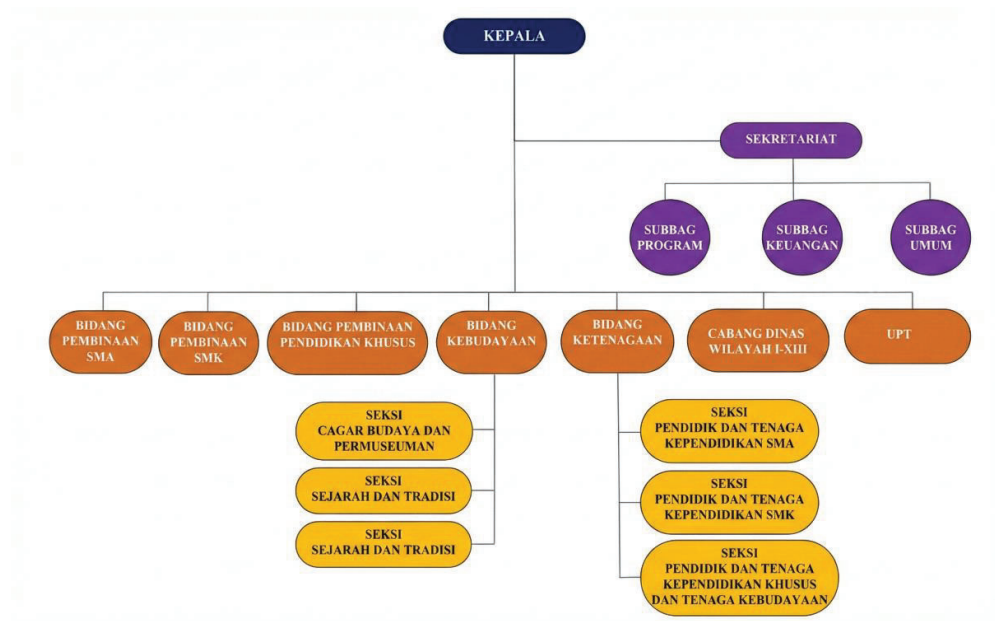 KEPALA
SEKRETARIAT
SUBBAG
PROGRAM
SUBBAG
KEUANGAN
SUBBAG
UMUM
BIDANG
PEMBINAAN
SMA
BIDANG
PEMBINAAN
SMK
BIDANG PEMBINAAN
PENDIDIKAN KHUSUS
BIDANG
KEBUDAYAAN
BIDANG
KETENAGAAN
CABANG DINAS
WILAYAH I-XIII
UPT
SEKSI
CAGAR BUDAYA DAN
PERMUSEUMAN
SEKSI
SEJARAH DAN TRADISI
SEKSI
SEJARAH DAN TRADISI
SEKSI
PENDIDIK DAN TENAGA
KEPENDIDIKAN SMA
SEKSI
PENDIDIK DAN TENAGA
KEPENDIDIKAN SMK
SEKSI
PENDIDIK DAN TENAGA
KEPENDIDIKAN KHUSUS
DAN TENAGA KEBUDAYAAN